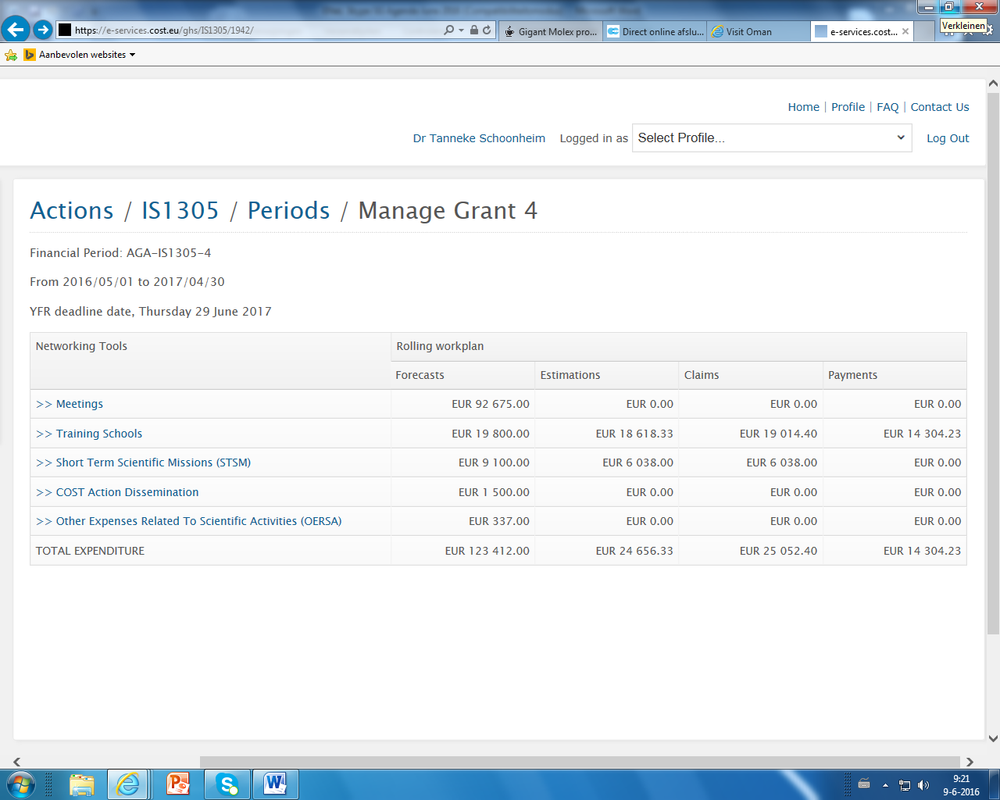 https://e-services.cost.eu/ghs/IS1305/1942/
Gigant Molex pro...
Direct online afslu...
Visit Oman
e-services.cost...
Verkleinen
Aanbevolen websites
Home | Profile | FAQ | Contact Us
Dr Tanneke Schoonheim Logged in as Select Profile... Log Out
Actions / IS1305 / Periods / Manage Grant 4
Financial Period: AGA-IS1305-4
From 2016/05/01 to 2017/04/30
YFR deadline date, Thursday 29 June 2017
Networking Tools Rolling workplan
Forecasts Estimations Claims Payments
>> Meetings EUR 92 675.00 EUR 0.00 EUR 0.00 EUR 0.00
>> Training Schools EUR 19 800.00 EUR 18 618.33 EUR 19 014.40 EUR 14 304.23
>> Short Term Scientific Missions (STSM) EUR 9 100.00 EUR 6 038.00 EUR 6 038.00 EUR 0.00
>> COST Action Dissemination EUR 1 500.00 EUR 0.00 EUR 0.00 EUR 0.00
>> Other Expenses Related To Scientific Activities (OERSA) EUR 337.00 EUR 0.00 EUR 0.00 EUR 0.00
TOTAL EXPENDITURE EUR 123 412.00 EUR 24 656.33 EUR 25 052.40 EUR 14 304.23
9:21
9-6-2016